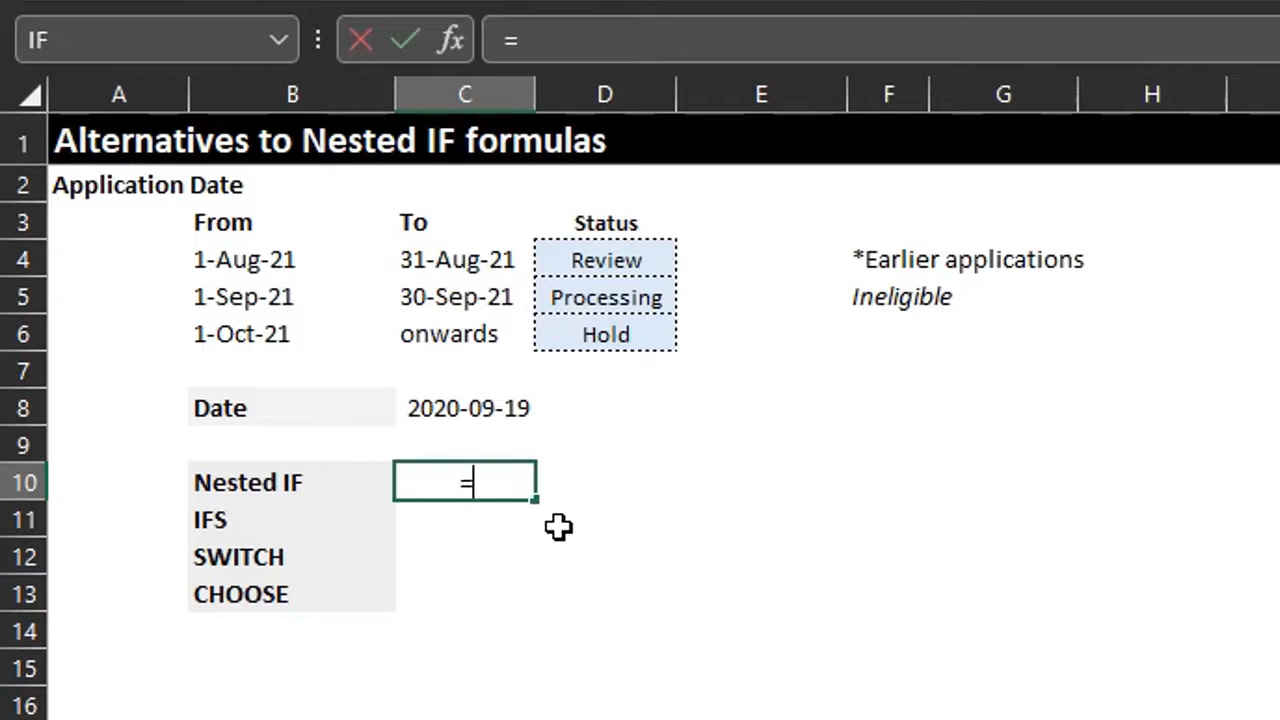 IF fx =
A B C D E F G H
1 Alternatives to Nested IF formulas
2 Application Date
3 From To Status
4 1-Aug-21 31-Aug-21 Review *Earlier applications
5 1-Sep-21 30-Sep-21 Processing Ineligible
6 1-Oct-21 onwards Hold
7
8 Date 2020-09-19
9
10 Nested IF =
11 IFS
12 SWITCH
13 CHOOSE
14
15
16